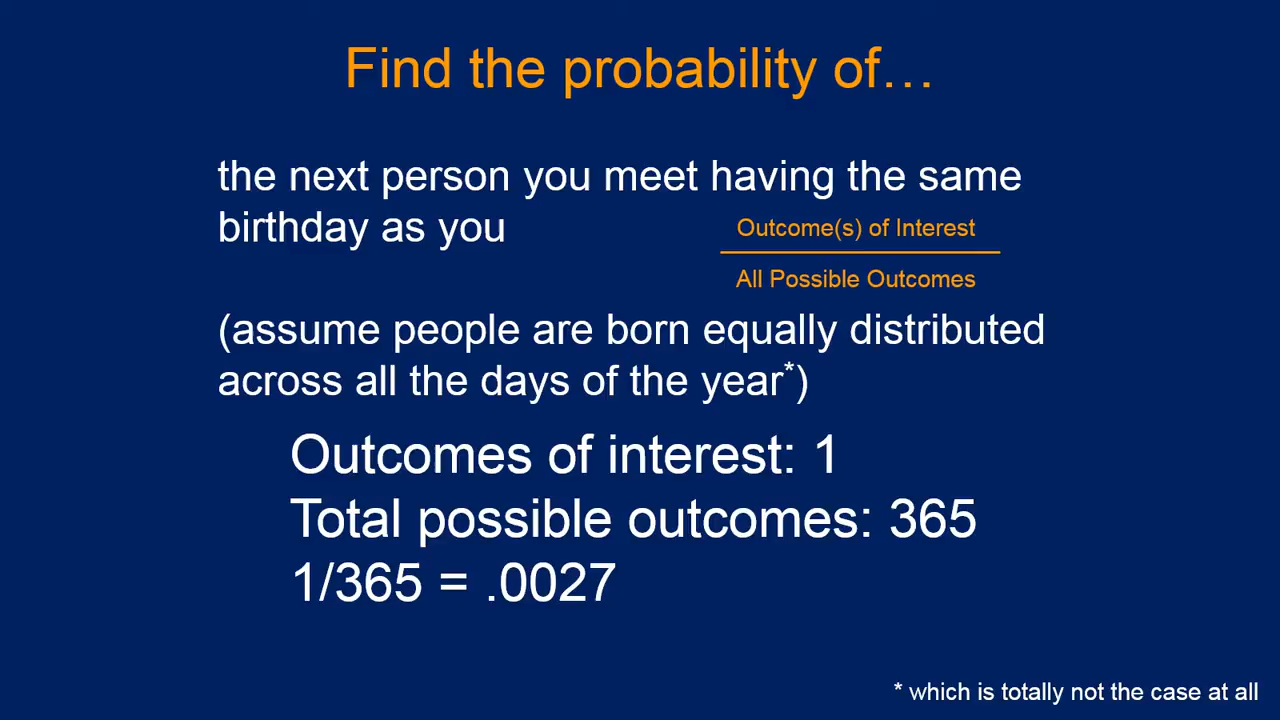 Find the probability of…
the next person you meet having the same
birthday as you
Outcome(s) of Interest
All Possible Outcomes
(assume people are born equally distributed
across all the days of the year*)
Outcomes of interest: 1
Total possible outcomes: 365
1/365 = .0027
* which is totally not the case at all